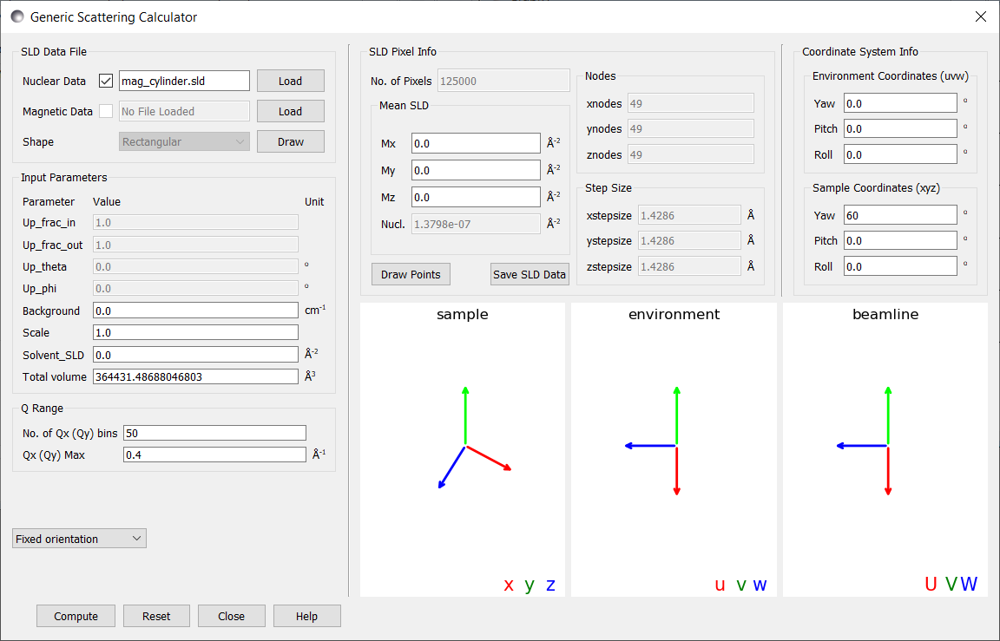 Generic Scattering Calculator
SLD Data File
Nuclear Data mag_cylinder.sld Load
Magnetic Data No File Loaded Load
Shape Rectangular Draw
Input Parameters
Parameter Value Unit
Up_frac_in 1.0
Up_frac_out 1.0
Up_theta 0.0 º
Up_phi 0.0 º
Background 0.0 cm⁻¹
Scale 1.0
Solvent_SLD 0.0 Å⁻²
Total volume 364431.48688046803 Å³
Q Range
No. of Qx (Qy) bins 50
Qx (Qy) Max 0.4 Å⁻¹
Fixed orientation
Compute Reset Close Help
SLD Pixel Info
No. of Pixels 125000
Mean SLD
Mx 0.0 Å⁻²
My 0.0 Å⁻²
Mz 0.0 Å⁻²
Nucl. 1.3798e-07 Å⁻²
Draw Points Save SLD Data
Nodes
xnodes 49
ynodes 49
znodes 49
Step Size
xstepsize 1.4286 Å
ystepsize 1.4286 Å
zstepsize 1.4286 Å
Coordinate System Info
Environment Coordinates (uvw)
Yaw 0.0 º
Pitch 0.0 º
Roll 0.0 º
Sample Coordinates (xyz)
Yaw 60 º
Pitch 0.0 º
Roll 0.0 º
sample
x y z
environment
u v w
beamline
U V W